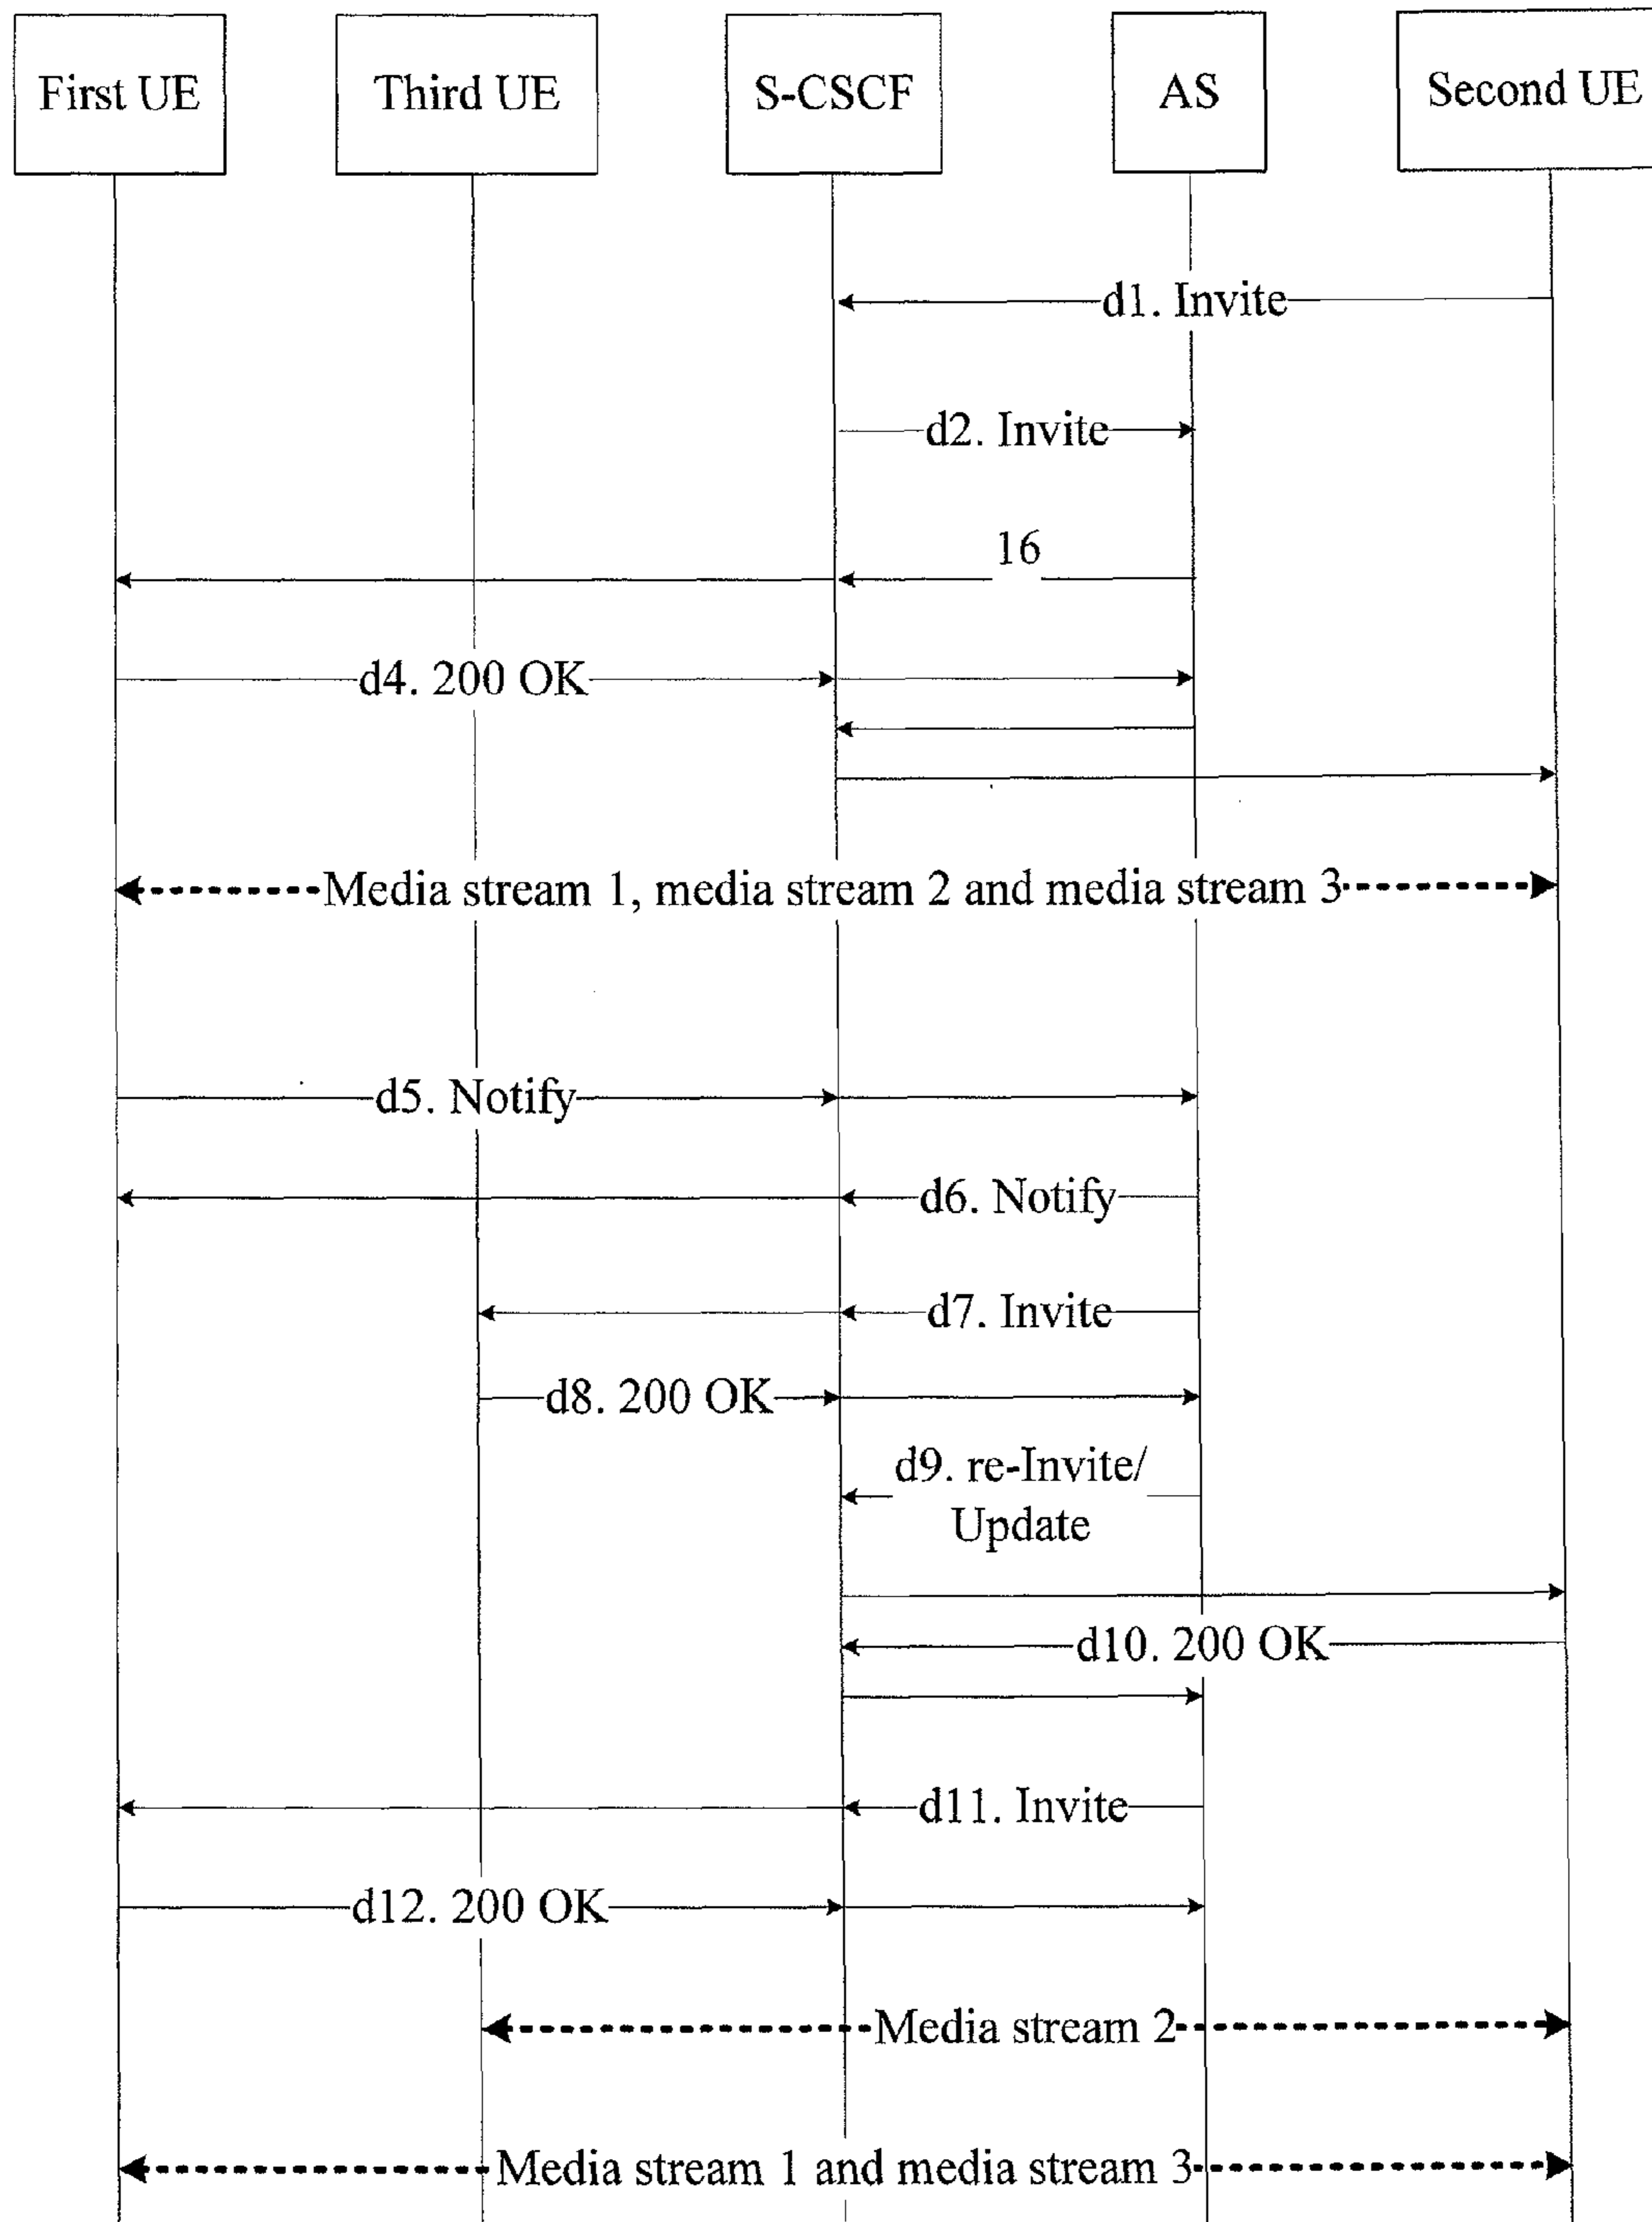 First UE
Third UE
S-CSCF
AS
Second UE
d1. Invite
d2. Invite
16
d4. 200 OK
Media stream 1, media stream 2 and media stream 3
d5. Notify
d6. Notify
d7. Invite
d8. 200 OK
d9. re-Invite/
Update
d10. 200 OK
d11. Invite
d12. 200 OK
Media stream 2
Media stream 1 and media stream 3